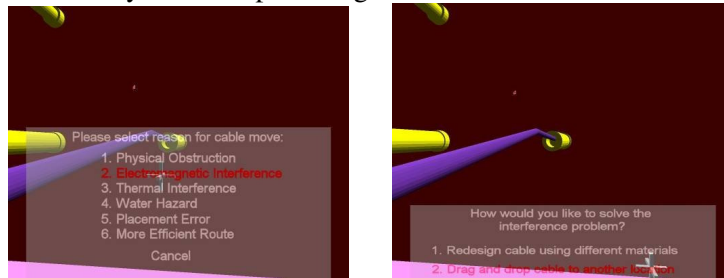 Please select reason for cable move:
1. Physical Obstruction
2. Electromagnetic Interference
3. Thermal Interference
4. Water Hazard
5. Placement Error
6. More Efficient Route
Cancel
How would you like to solve the
interference problem?
1. Redesign cable using different materials
2. Drag and drop cable to another location